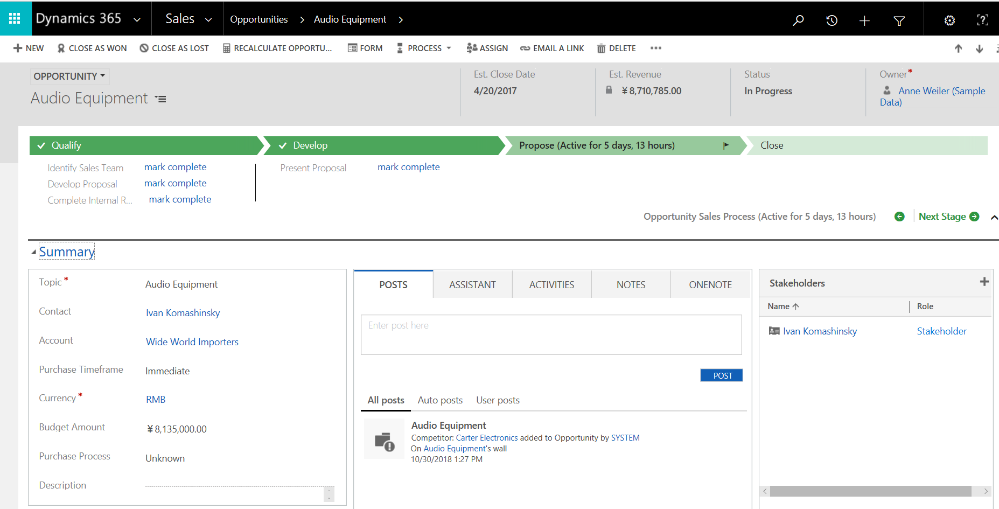 Dynamics 365
Sales
Opportunities
Audio Equipment
NEW
CLOSE AS WON
CLOSE AS LOST
RECALCULATE OPPORTU...
FORM
PROCESS
ASSIGN
EMAIL A LINK
DELETE
OPPORTUNITY
Audio Equipment
Est. Close Date
4/20/2017
Est. Revenue
¥ 8,710,785.00
Status
In Progress
Owner*
Anne Weiler (Sample
Data)
Qualify
Develop
Propose (Active for 5 days, 13 hours)
Close
Identify Sales Team mark complete
Develop Proposal mark complete
Complete Internal R... mark complete
Present Proposal mark complete
Opportunity Sales Process (Active for 5 days, 13 hours)
Next Stage
Summary
Topic* Audio Equipment
Contact Ivan Komashinsky
Account Wide World Importers
Purchase Timeframe Immediate
Currency* RMB
Budget Amount ¥ 8,135,000.00
Purchase Process Unknown
Description
POSTS
ASSISTANT
ACTIVITIES
NOTES
ONENOTE
Enter post here
POST
All posts
Auto posts
User posts
Audio Equipment
Competitor: Carter Electronics added to Opportunity by SYSTEM
On Audio Equipment's wall
10/30/2018 1:27 PM
Stakeholders
Name
Role
Ivan Komashinsky
Stakeholder